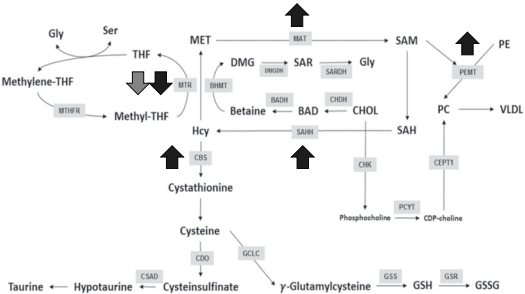 Gly
Ser
THF
MET
MAT
SAM
PE
PEMT
Methylene-THF
MTHFR
Methyl-THF
MTR
BHMT
DMG
DMGDH
SAR
SARDH
Gly
Betaine
BADH
BAD
CHDH
CHOL
PC
VLDL
Hcy
SAHH
SAH
CBS
Cystathionine
CHK
CEPT1
Phosphocholine
PCYT
CDP-choline
Cysteine
CDO
GCLC
Taurine
Hypotaurine
CSAD
Cysteinsulfinate
γ-Glutamylcysteine
GSS
GSH
GSR
GSSG